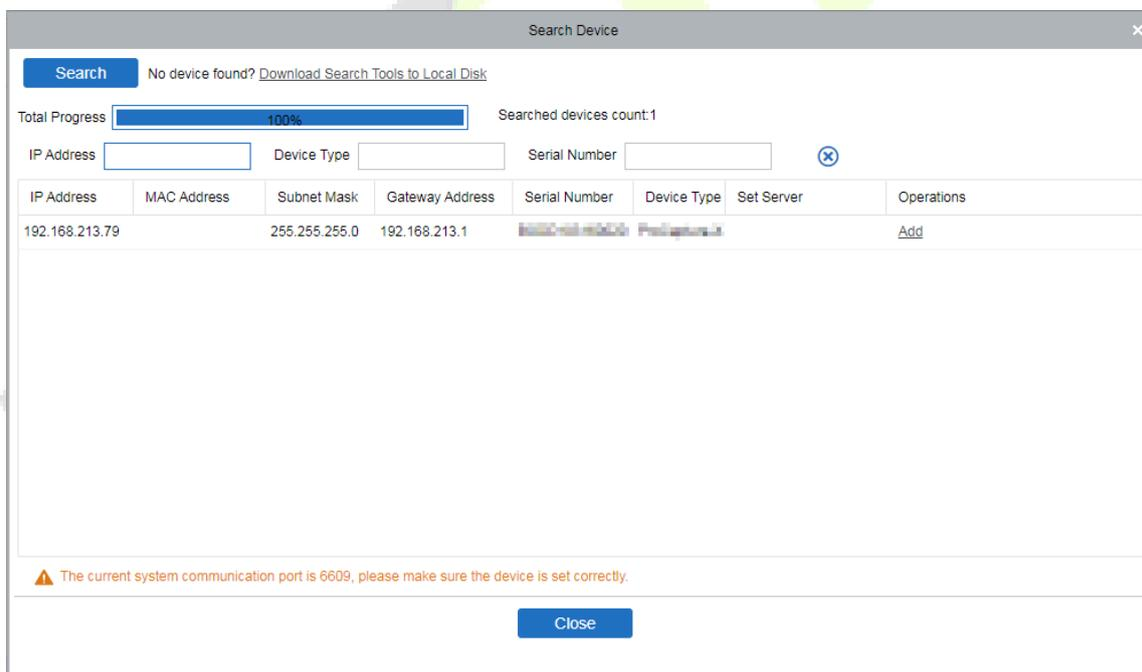 Search Device
Search No device found? Download Search Tools to Local Disk
Total Progress 100% Searched devices count:1
IP Address Device Type Serial Number
IP Address MAC Address Subnet Mask Gateway Address Serial Number Device Type Set Server Operations
192.168.213.79 255.255.255.0 192.168.213.1 Add
The current system communication port is 6609, please make sure the device is set correctly.
Close